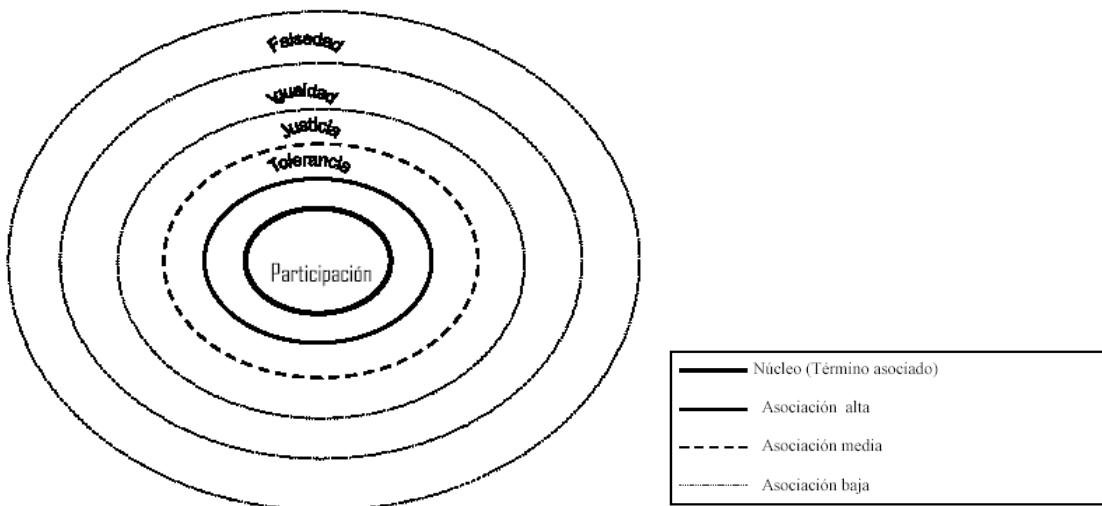 Falsedad
Igualdad
Justicia
Tolerancia
Participación
Núcleo (Término asociado)
Asociación alta
Asociación media
Asociación baja